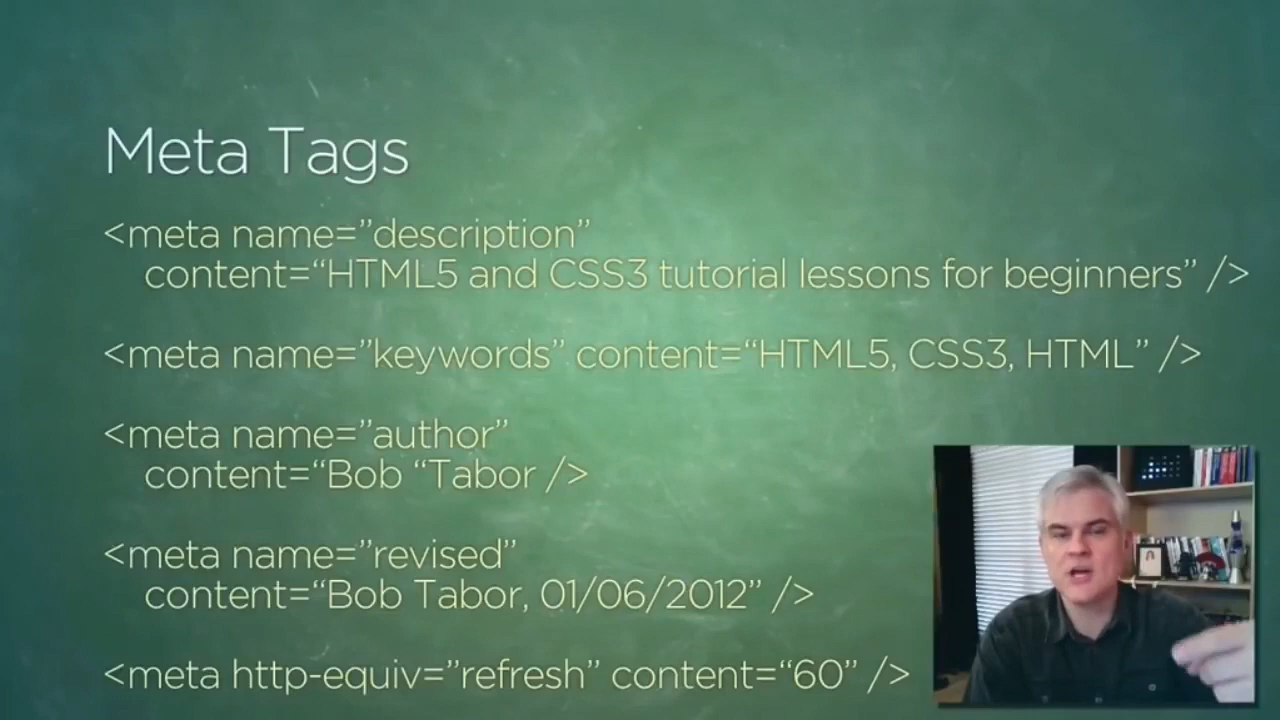 Meta Tags
<meta name=”description”
content=“HTML5 and CSS3 tutorial lessons for beginners” />
<meta name=”keywords” content=“HTML5, CSS3, HTML” />
<meta name=”author”
content=“Bob “Tabor />
<meta name=”revised”
content=“Bob Tabor, 01/06/2012” />
<meta http-equiv=”refresh” content=“60” />